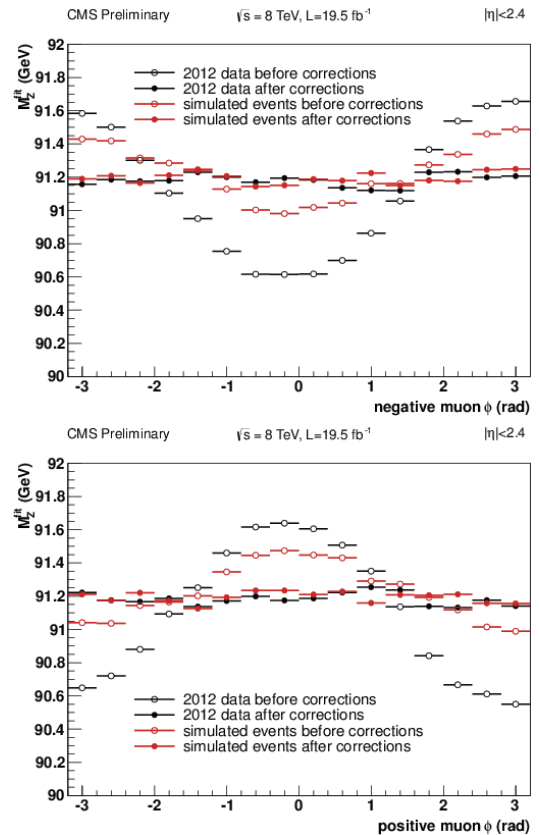 CMS Preliminary √s = 8 TeV, L=19.5 fb⁻¹ |η|<2.4
M_Z^fit (GeV)
92
91.8
91.6
91.4
91.2
91
90.8
90.6
90.4
90.2
90
2012 data before corrections
2012 data after corrections
simulated events before corrections
simulated events after corrections
-3 -2 -1 0 1 2 3
negative muon ϕ (rad)
CMS Preliminary √s = 8 TeV, L=19.5 fb⁻¹ |η|<2.4
M_Z^fit (GeV)
92
91.8
91.6
91.4
91.2
91
90.8
90.6
90.4
90.2
90
2012 data before corrections
2012 data after corrections
simulated events before corrections
simulated events after corrections
-3 -2 -1 0 1 2 3
positive muon ϕ (rad)